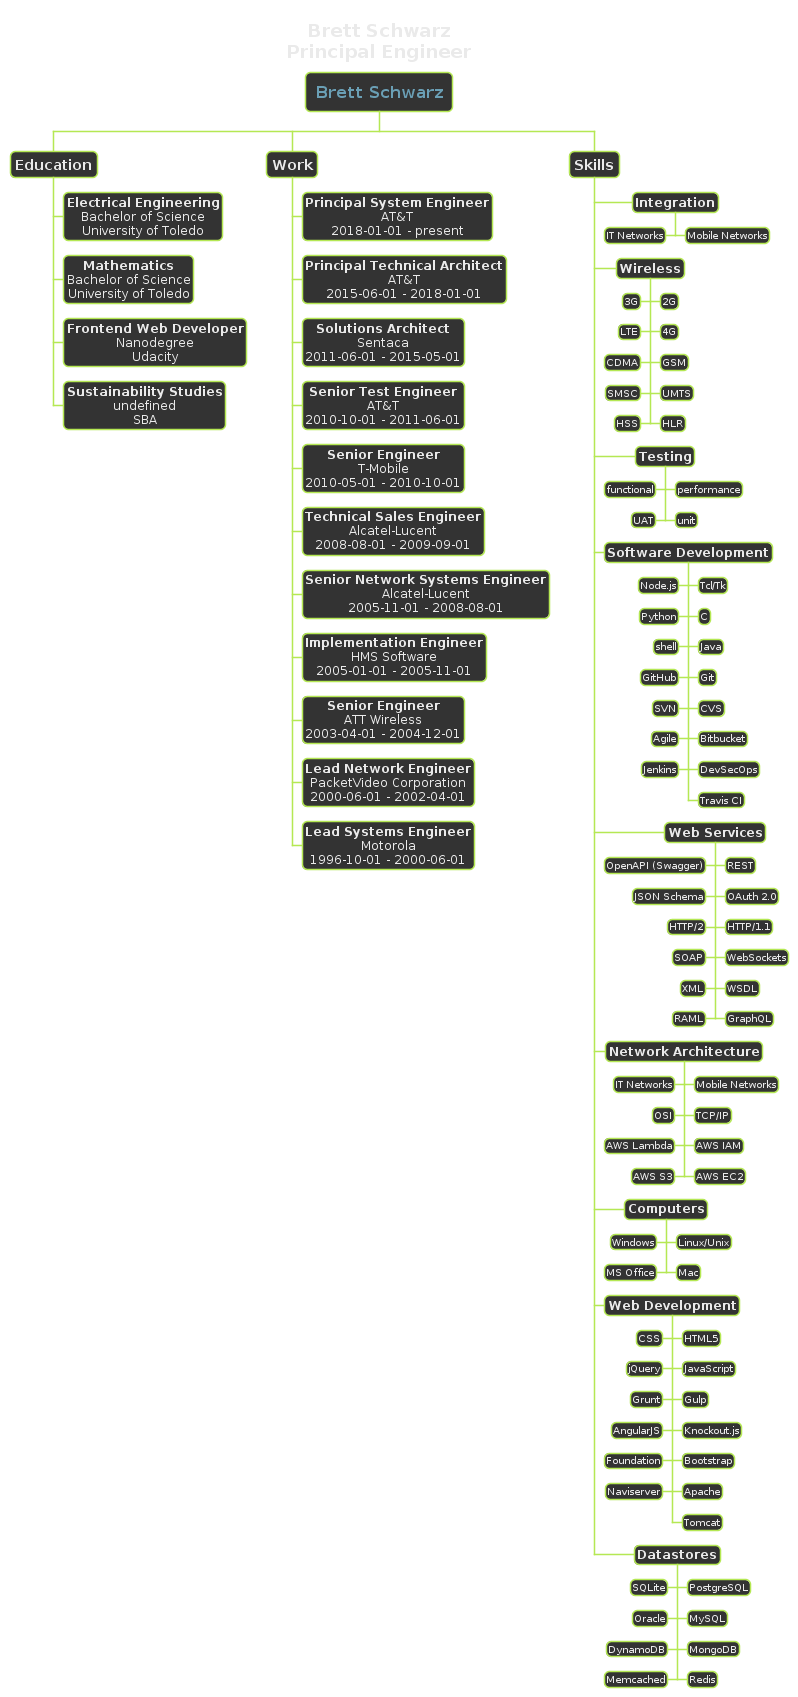 Brett Schwarz
Principal Engineer
Brett Schwarz
Education
Electrical Engineering
Bachelor of Science
University of Toledo
Mathematics
Bachelor of Science
University of Toledo
Frontend Web Developer
Nanodegree
Udacity
Sustainability Studies
undefined
SBA
Work
Principal System Engineer
AT&T
2018-01-01 - present
Principal Technical Architect
AT&T
2015-06-01 - 2018-01-01
Solutions Architect
Sentaca
2011-06-01 - 2015-05-01
Senior Test Engineer
AT&T
2010-10-01 - 2011-06-01
Senior Engineer
T-Mobile
2010-05-01 - 2010-10-01
Technical Sales Engineer
Alcatel-Lucent
2008-08-01 - 2009-09-01
Senior Network Systems Engineer
Alcatel-Lucent
2005-11-01 - 2008-08-01
Implementation Engineer
HMS Software
2005-01-01 - 2005-11-01
Senior Engineer
ATT Wireless
2003-04-01 - 2004-12-01
Lead Network Engineer
PacketVideo Corporation
2000-06-01 - 2002-04-01
Lead Systems Engineer
Motorola
1996-10-01 - 2000-06-01
Skills
Integration
IT Networks Mobile Networks
Wireless
3G 2G
LTE 4G
CDMA GSM
SMSC UMTS
HSS HLR
Testing
functional performance
UAT unit
Software Development
Node.js Tcl/Tk
Python C
shell Java
GitHub Git
SVN CVS
Agile Bitbucket
Jenkins DevSecOps
Travis CI
Web Services
OpenAPI (Swagger) REST
JSON Schema OAuth 2.0
HTTP/2 HTTP/1.1
SOAP WebSockets
XML WSDL
RAML GraphQL
Network Architecture
IT Networks Mobile Networks
OSI TCP/IP
AWS Lambda AWS IAM
AWS S3 AWS EC2
Computers
Windows Linux/Unix
MS Office Mac
Web Development
CSS HTML5
jQuery JavaScript
Grunt Gulp
AngularJS Knockout.js
Foundation Bootstrap
Naviserver Apache
Tomcat
Datastores
SQLite PostgreSQL
Oracle MySQL
DynamoDB MongoDB
Memcached Redis